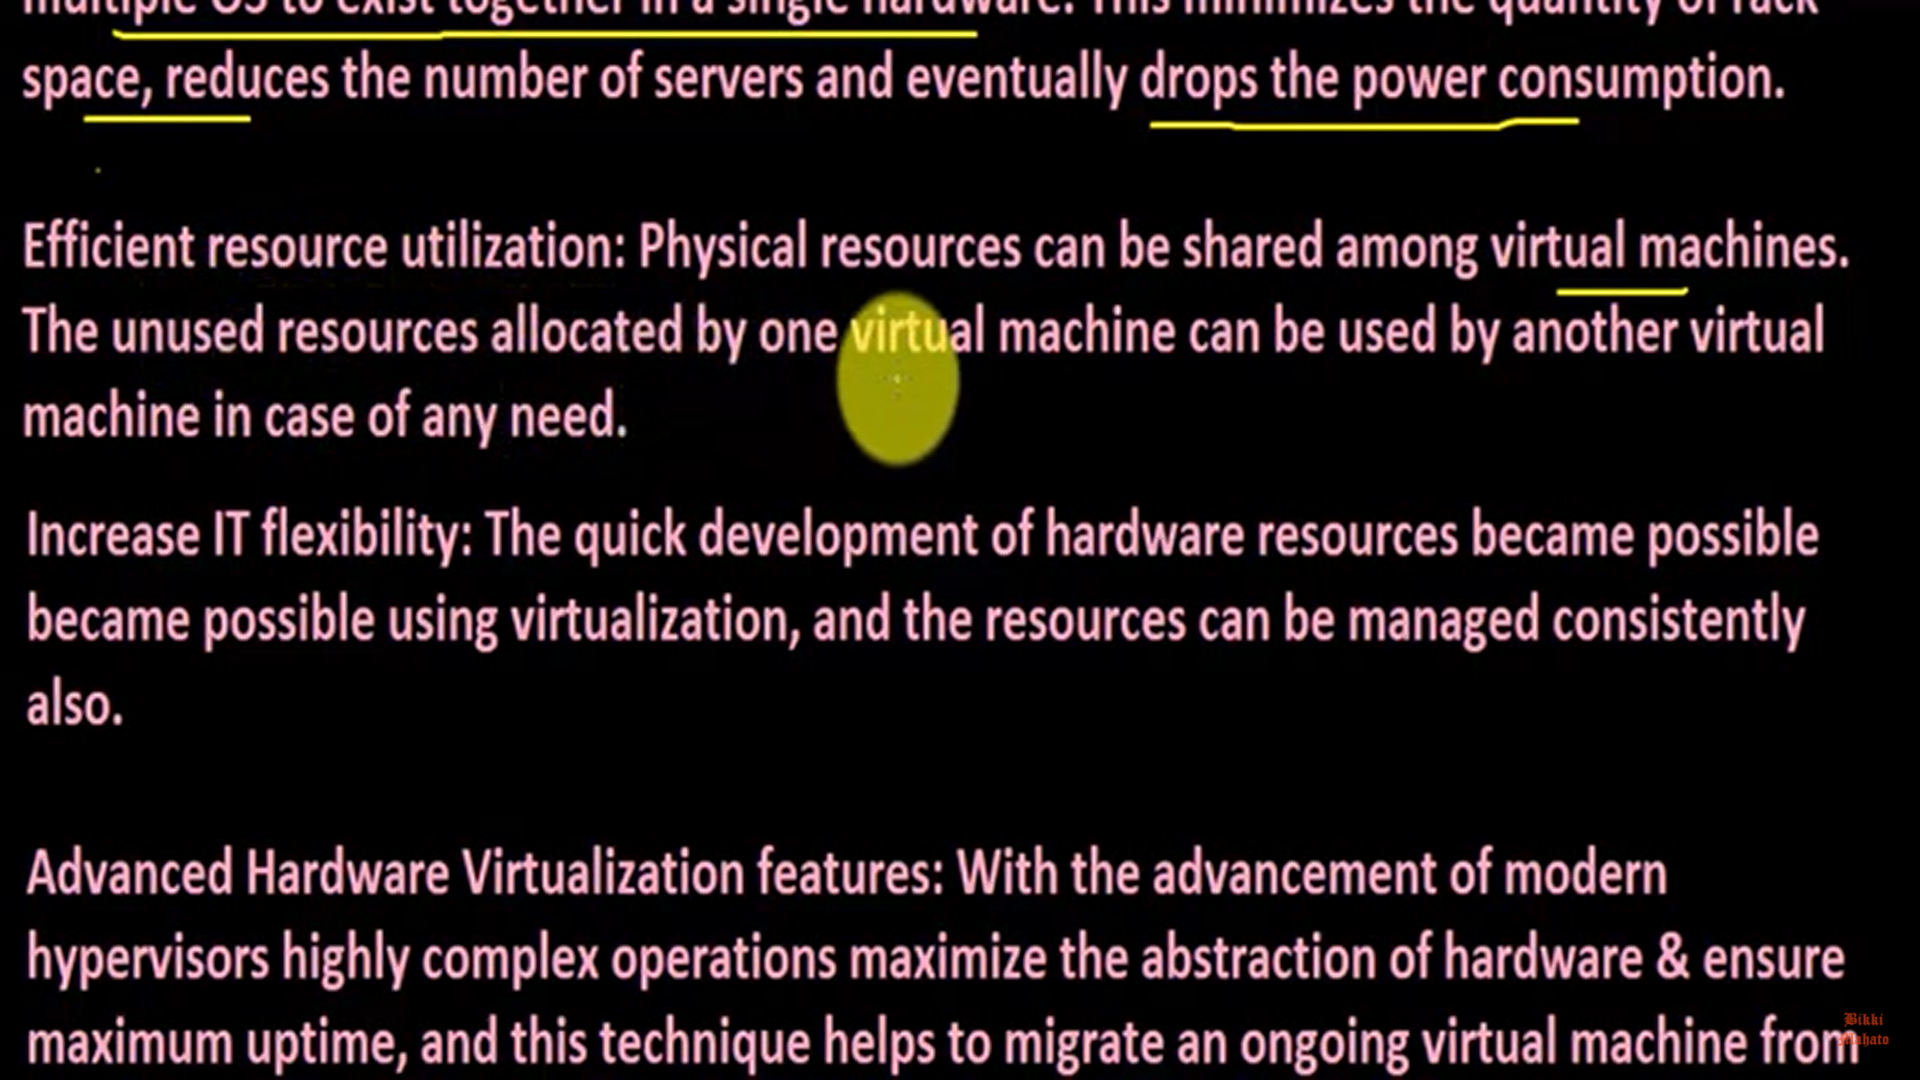 multiple OS to exist together in a single hardware. This minimizes the quantity of rack
space, reduces the number of servers and eventually drops the power consumption.
Efficient resource utilization: Physical resources can be shared among virtual machines.
The unused resources allocated by one virtual machine can be used by another virtual
machine in case of any need.
Increase IT flexibility: The quick development of hardware resources became possible
became possible using virtualization, and the resources can be managed consistently
also.
Advanced Hardware Virtualization features: With the advancement of modern
hypervisors highly complex operations maximize the abstraction of hardware & ensure
maximum uptime, and this technique helps to migrate an ongoing virtual machine from
Bikki
Mahato